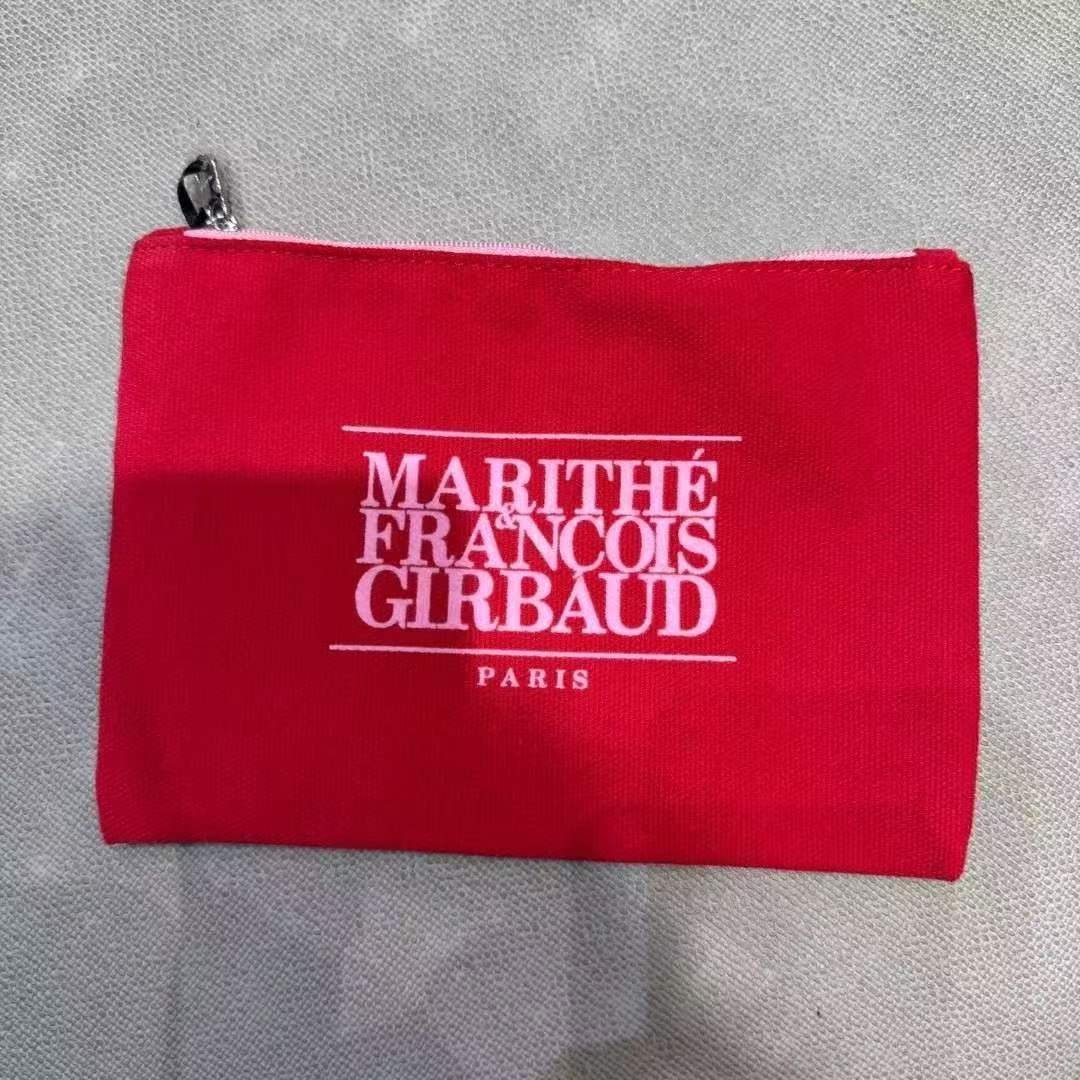 MARITHÉ
&
FRANÇOIS
GIRBAUD
PARIS